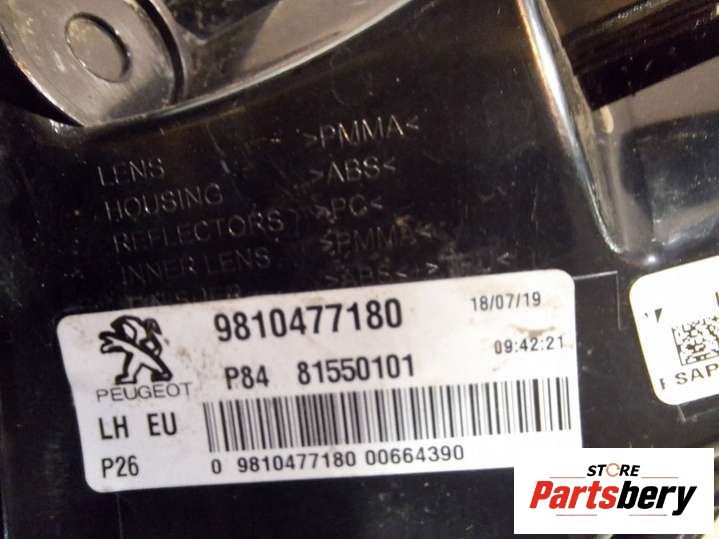 LENS >PMMA<
HOUSING >ABS<
REFLECTORS >PC<
INNER LENS >PMMA<
PEUGEOT
9810477180
18/07/19
P84 81550101
09:42:21
LH EU
P26
0 9810477180 00664390
STORE
Partsbery